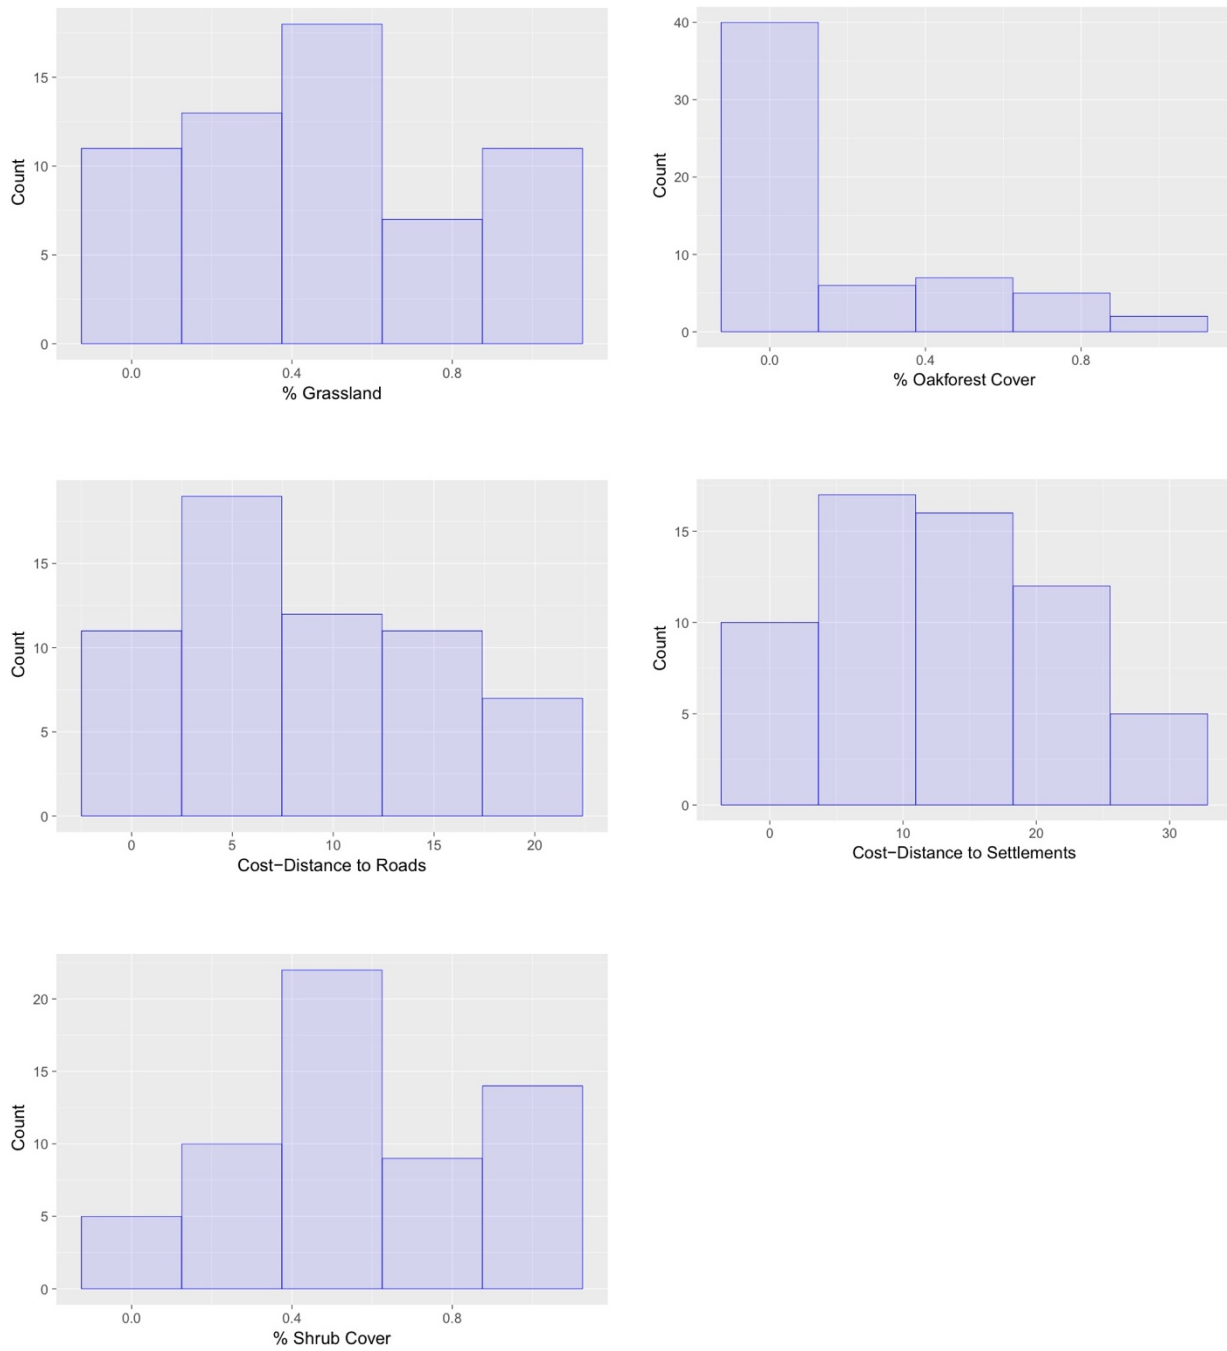 15
10
5
0
Count
0.0 0.4 0.8
% Grassland
40
30
20
10
0
Count
0.0 0.4 0.8
% Oakforest Cover
15
10
5
0
Count
0 5 10 15 20
Cost−Distance to Roads
15
10
5
0
Count
0 10 20 30
Cost−Distance to Settlements
20
15
10
5
0
Count
0.0 0.4 0.8
% Shrub Cover